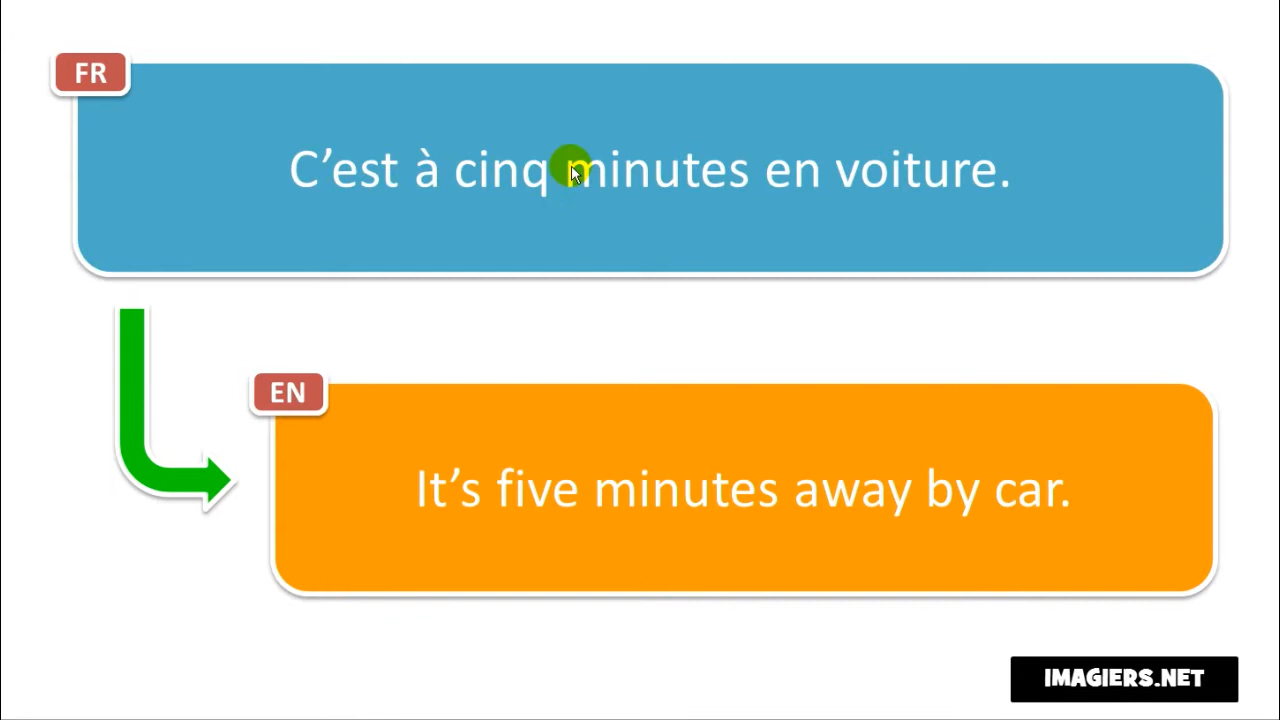 FR
C’est à cinq minutes en voiture.
EN
It’s five minutes away by car.
IMAGIERS.NET